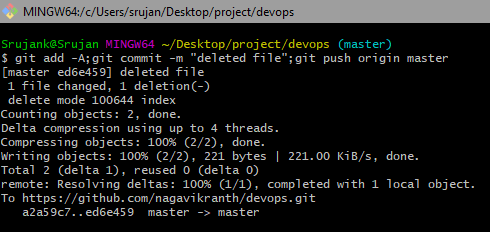 MINGW64:/c/Users/srujan/Desktop/project/devops
Srujank@Srujan MINGW64 ~/Desktop/project/devops (master)
$ git add -A;git commit -m "deleted file";git push origin master
[master ed6e459] deleted file
 1 file changed, 1 deletion(-)
 delete mode 100644 index
Counting objects: 2, done.
Delta compression using up to 4 threads.
Compressing objects: 100% (2/2), done.
Writing objects: 100% (2/2), 221 bytes | 221.00 KiB/s, done.
Total 2 (delta 1), reused 0 (delta 0)
remote: Resolving deltas: 100% (1/1), completed with 1 local object.
To https://github.com/nagavikranth/devops.git
   a2a59c7..ed6e459  master -> master